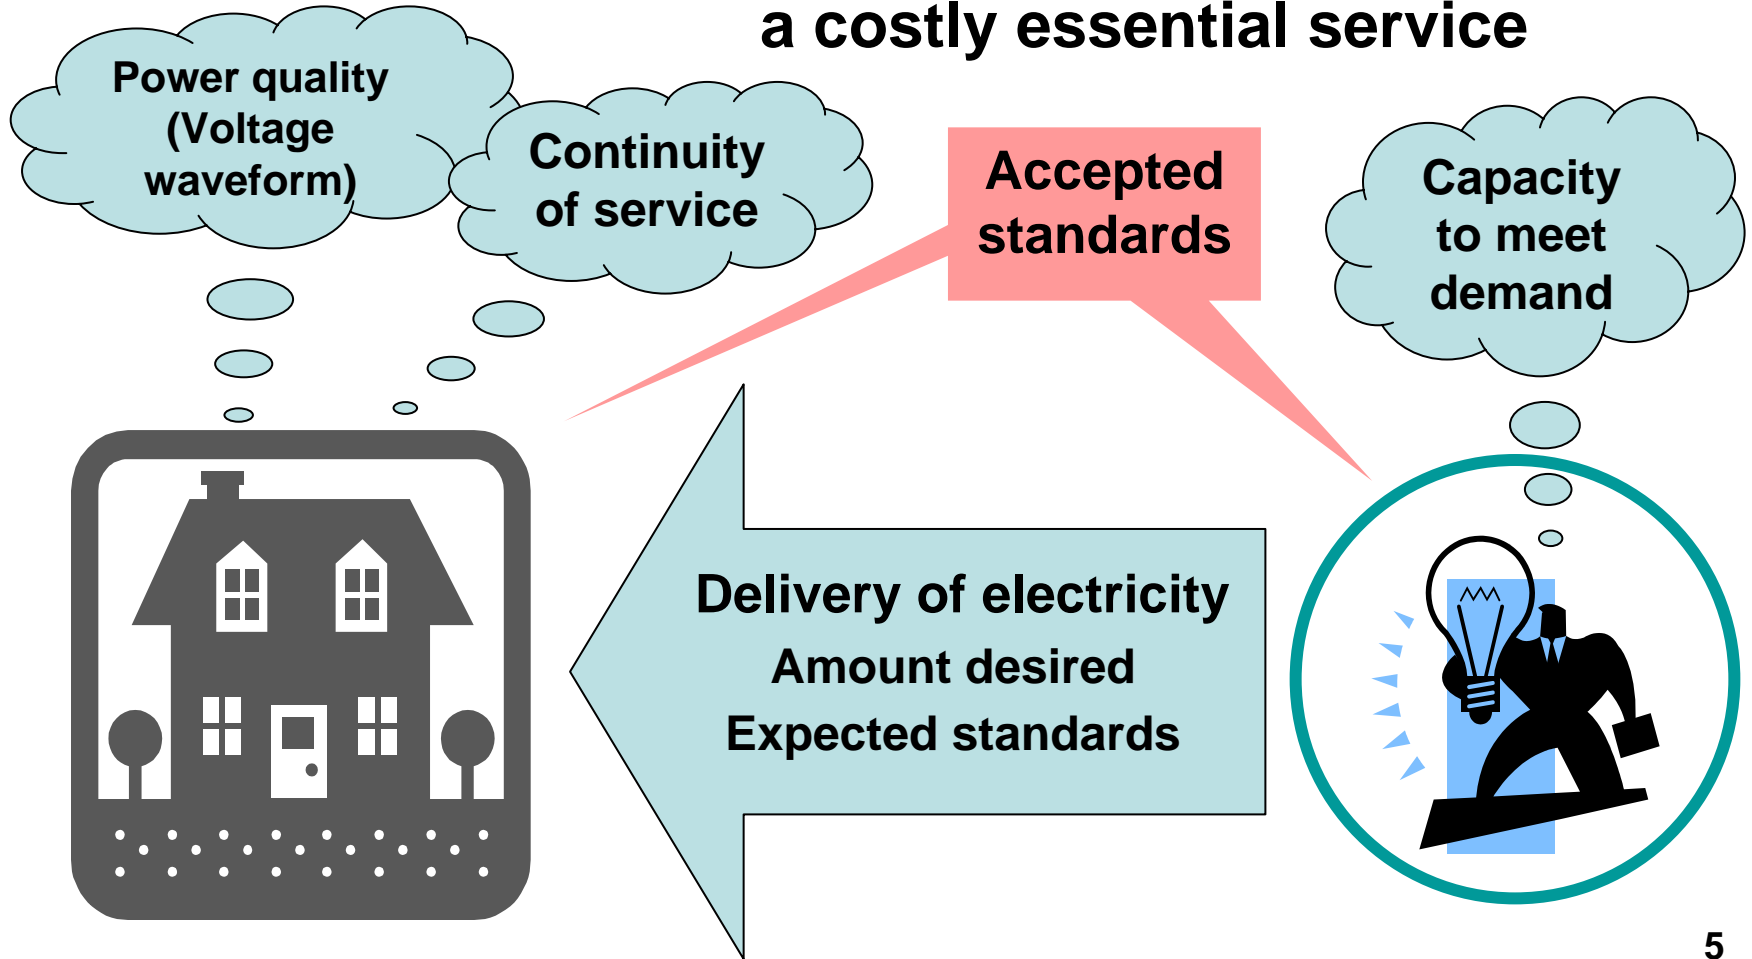 a costly essential service
Power quality
(Voltage
waveform)
Continuity
of service
Accepted
standards
Capacity
to meet
demand
Delivery of electricity
Amount desired
Expected standards
5